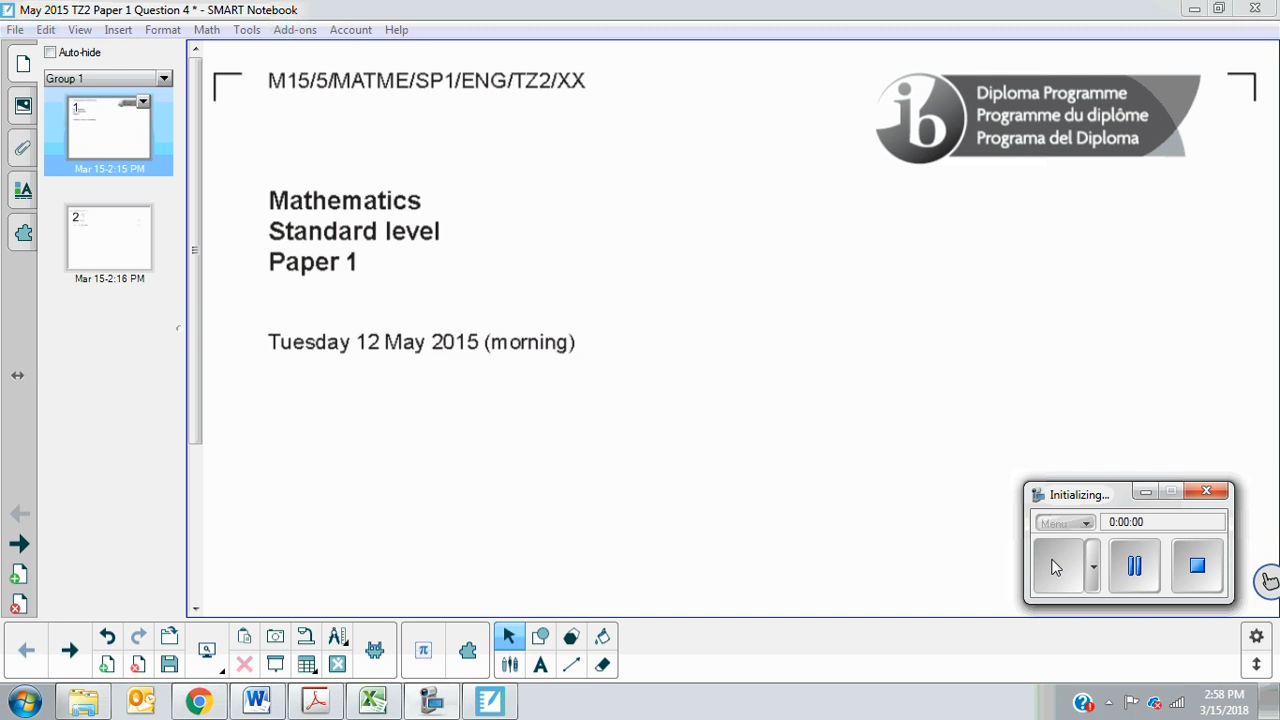 May 2015 TZ2 Paper 1 Question 4 * - SMART Notebook
File Edit View Insert Format Math Tools Add-ons Account Help
Auto-hide
Group 1
1
Mar 15-2:15 PM
2
Mar 15-2:16 PM
M15/5/MATME/SP1/ENG/TZ2/XX
ib
Diploma Programme
Programme du diplôme
Programa del Diploma
Mathematics
Standard level
Paper 1
Tuesday 12 May 2015 (morning)
Initializing...
Menu
0:00:00
2:58 PM
3/15/2018